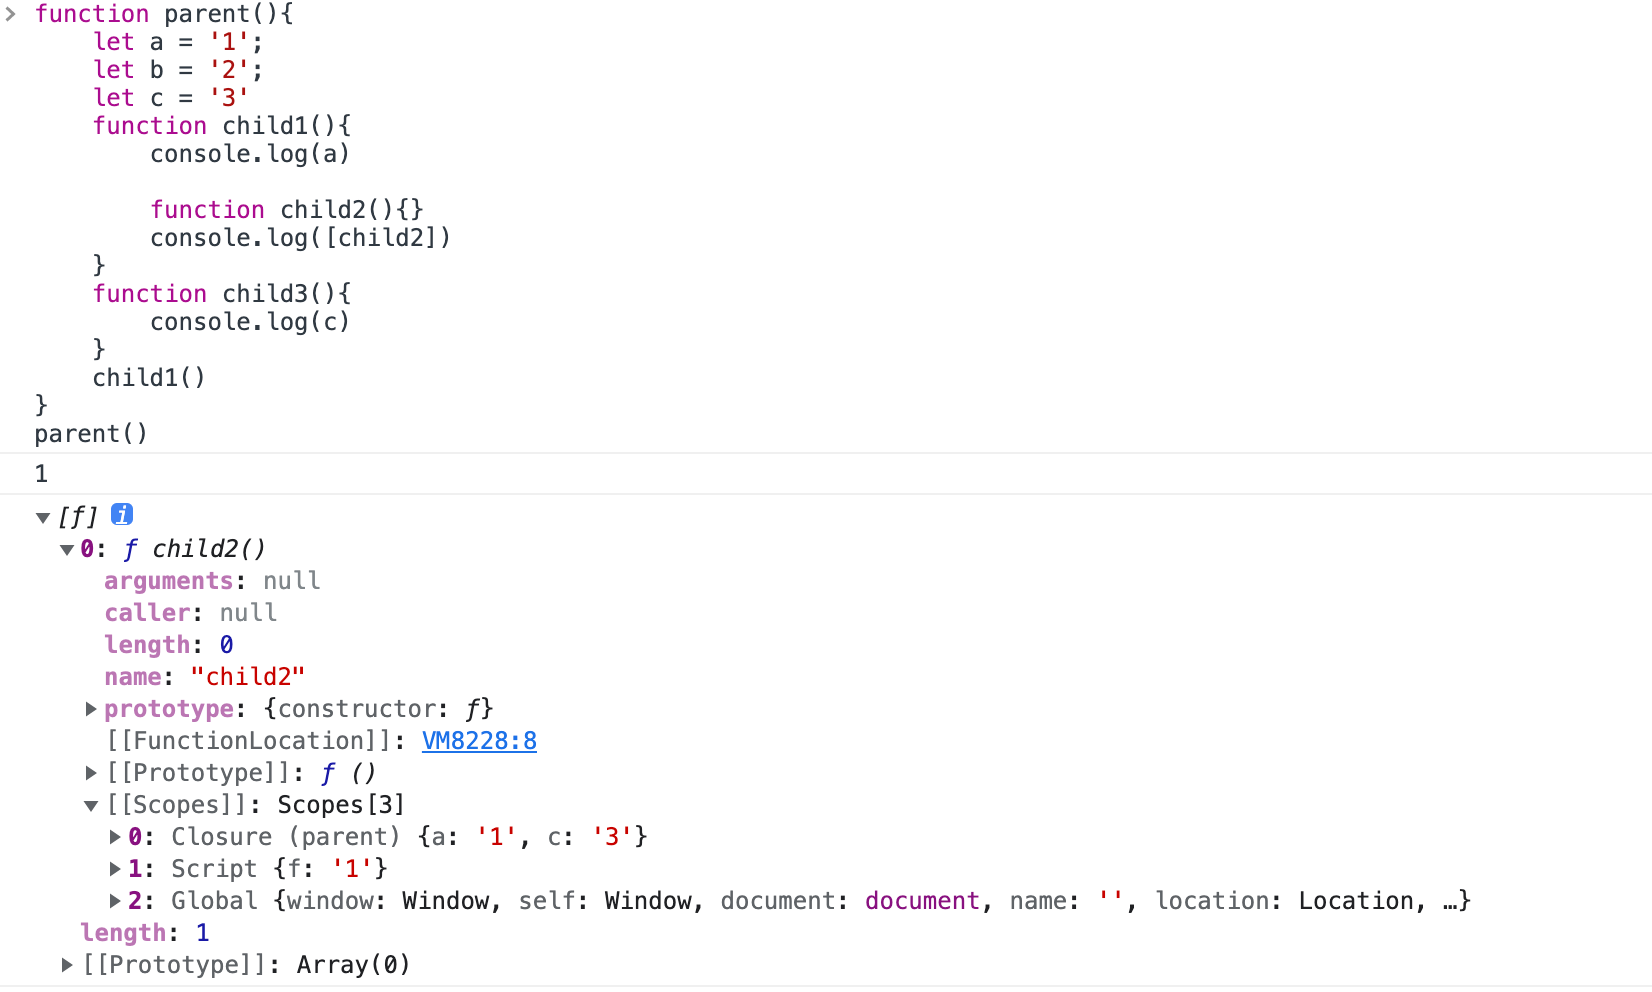 > function parent(){
    let a = '1';
    let b = '2';
    let c = '3'
    function child1(){
        console.log(a)

        function child2(){}
        console.log([child2])
    }
    function child3(){
        console.log(c)
    }
    child1()
}
parent()
1
▼ [ƒ] i
▼ 0: ƒ child2()
arguments: null
caller: null
length: 0
name: "child2"
▶ prototype: {constructor: ƒ}
[[FunctionLocation]]: VM8228:8
▶ [[Prototype]]: ƒ ()
▼ [[Scopes]]: Scopes[3]
▶ 0: Closure (parent) {a: '1', c: '3'}
▶ 1: Script {f: '1'}
▶ 2: Global {window: Window, self: Window, document: document, name: '', location: Location, …}
length: 1
▶ [[Prototype]]: Array(0)